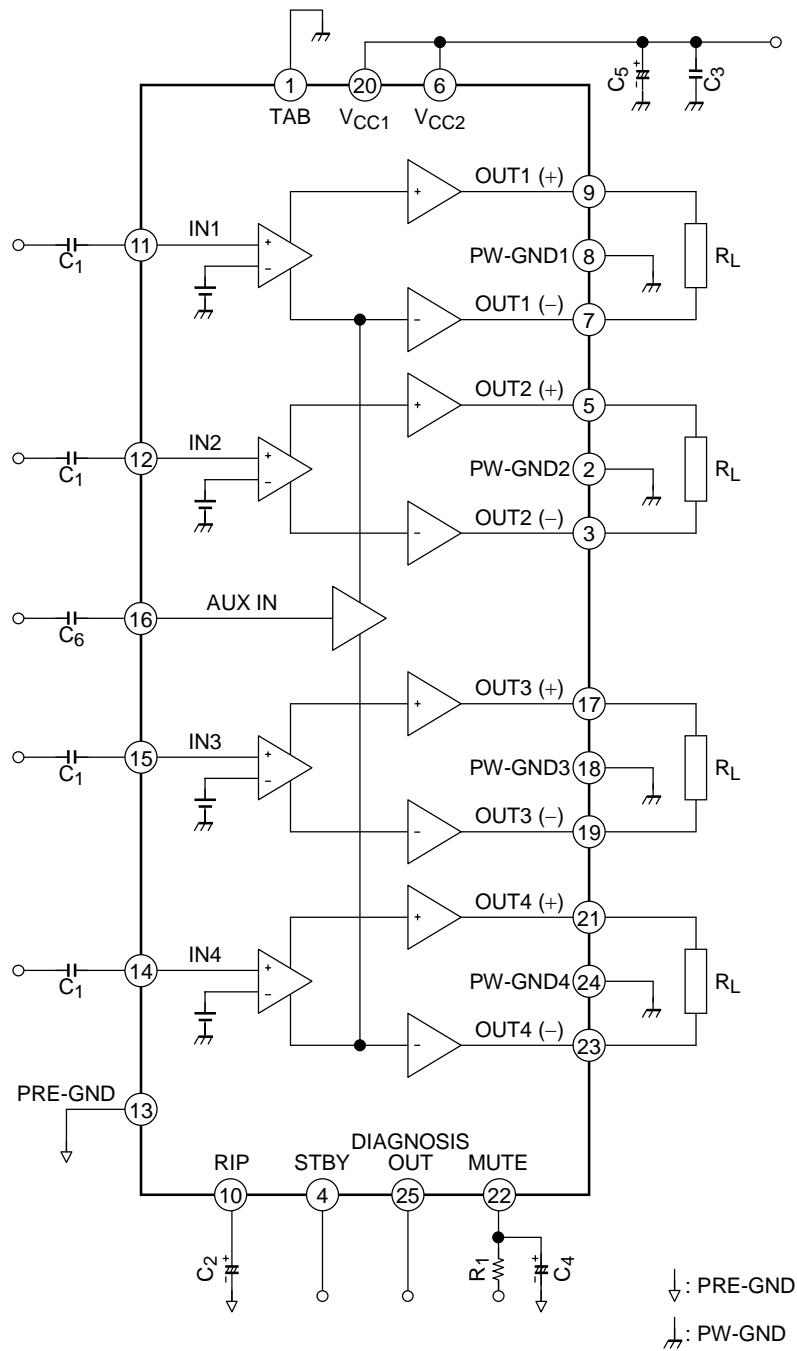 1 20 6
TAB VCC1 VCC2
+ - C5 C3
OUT1 (+) 9
+
11 IN1 + - C1
PW-GND1 8 RL
- OUT1 (−) 7
OUT2 (+) 5
+
12 IN2 + - C1
PW-GND2 2 RL
- OUT2 (−) 3
16 AUX IN
C6
OUT3 (+) 17
+
15 IN3 + - C1
PW-GND3 18 RL
- OUT3 (−) 19
OUT4 (+) 21
+
14 IN4 + - C1
PW-GND4 24 RL
- OUT4 (−) 23
PRE-GND 13
RIP STBY DIAGNOSIS OUT MUTE
10 4 25 22
C2 + - R1 + - C4
: PRE-GND
: PW-GND